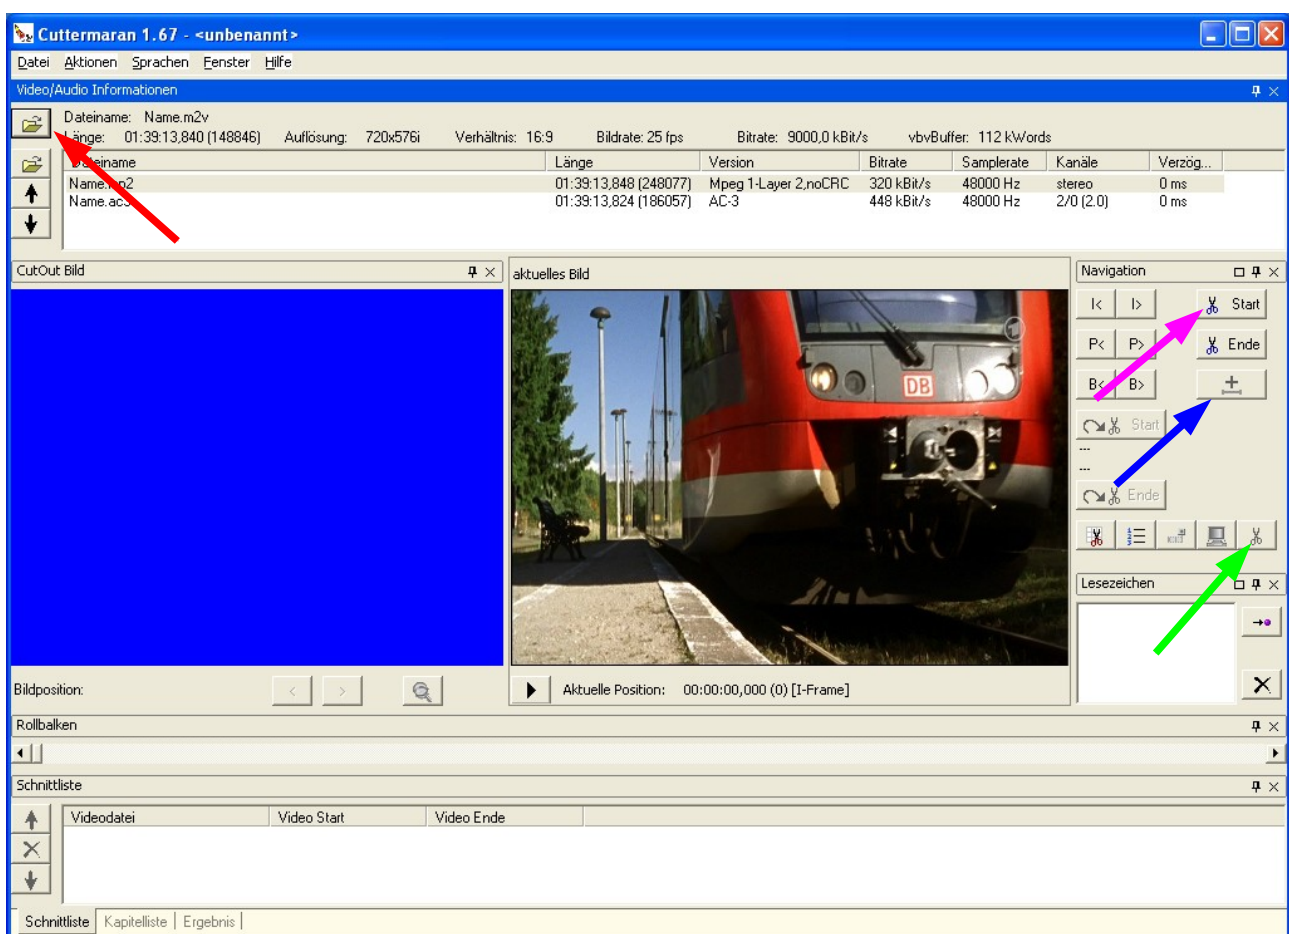 Cuttermaran 1.67 - <unbenannt>
Datei Aktionen Sprachen Fenster Hilfe
Video/Audio Informationen
Dateiname: Name.m2v
Länge: 01:39:13,840 (148846) Auflösung: 720x576i Verhältnis: 16:9 Bildrate: 25 fps Bitrate: 9000,0 kBit/s vbvBuffer: 112 kWords
Dateiname Länge Version Bitrate Samplerate Kanäle Verzög...
Name.mp2 01:39:13,848 (248077) Mpeg 1-Layer 2,noCRC 320 kBit/s 48000 Hz stereo 0 ms
Name.ac3 01:39:13,824 (186057) AC-3 448 kBit/s 48000 Hz 2/0 (2.0) 0 ms
CutOut Bild
aktuelles Bild
Navigation
I< I> Start
P< P> Ende
B< B>
Start
---
---
Ende
DB
Lesezeichen
Bildposition: < >
Aktuelle Position: 00:00:00,000 (0) [I-Frame]
Rollbalken
Schnittliste
Videodatei Video Start Video Ende
Schnittliste Kapitelliste Ergebnis